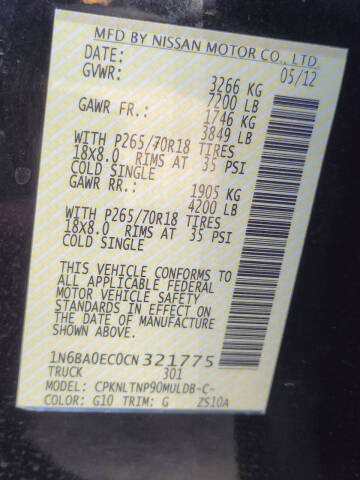 MFD BY NISSAN MOTOR CO., LTD.
DATE: 05/12
GVWR: 3266 KG
7200 LB
GAWR FR.: 1746 KG
3849 LB
WITH P265/70R18 TIRES
18X8.0 RIMS AT 35 PSI
COLD SINGLE
GAWR RR.: 1905 KG
4200 LB
WITH P265/70R18 TIRES
18X8.0 RIMS AT 35 PSI
COLD SINGLE
THIS VEHICLE CONFORMS TO
ALL APPLICABLE FEDERAL
MOTOR VEHICLE SAFETY
STANDARDS IN EFFECT ON
THE DATE OF MANUFACTURE
SHOWN ABOVE.
1N6BA0EC0CN321775
TRUCK 301
MODEL: CPKNLTNP90MULDB-C-
COLOR: G10 TRIM: G ZS10A